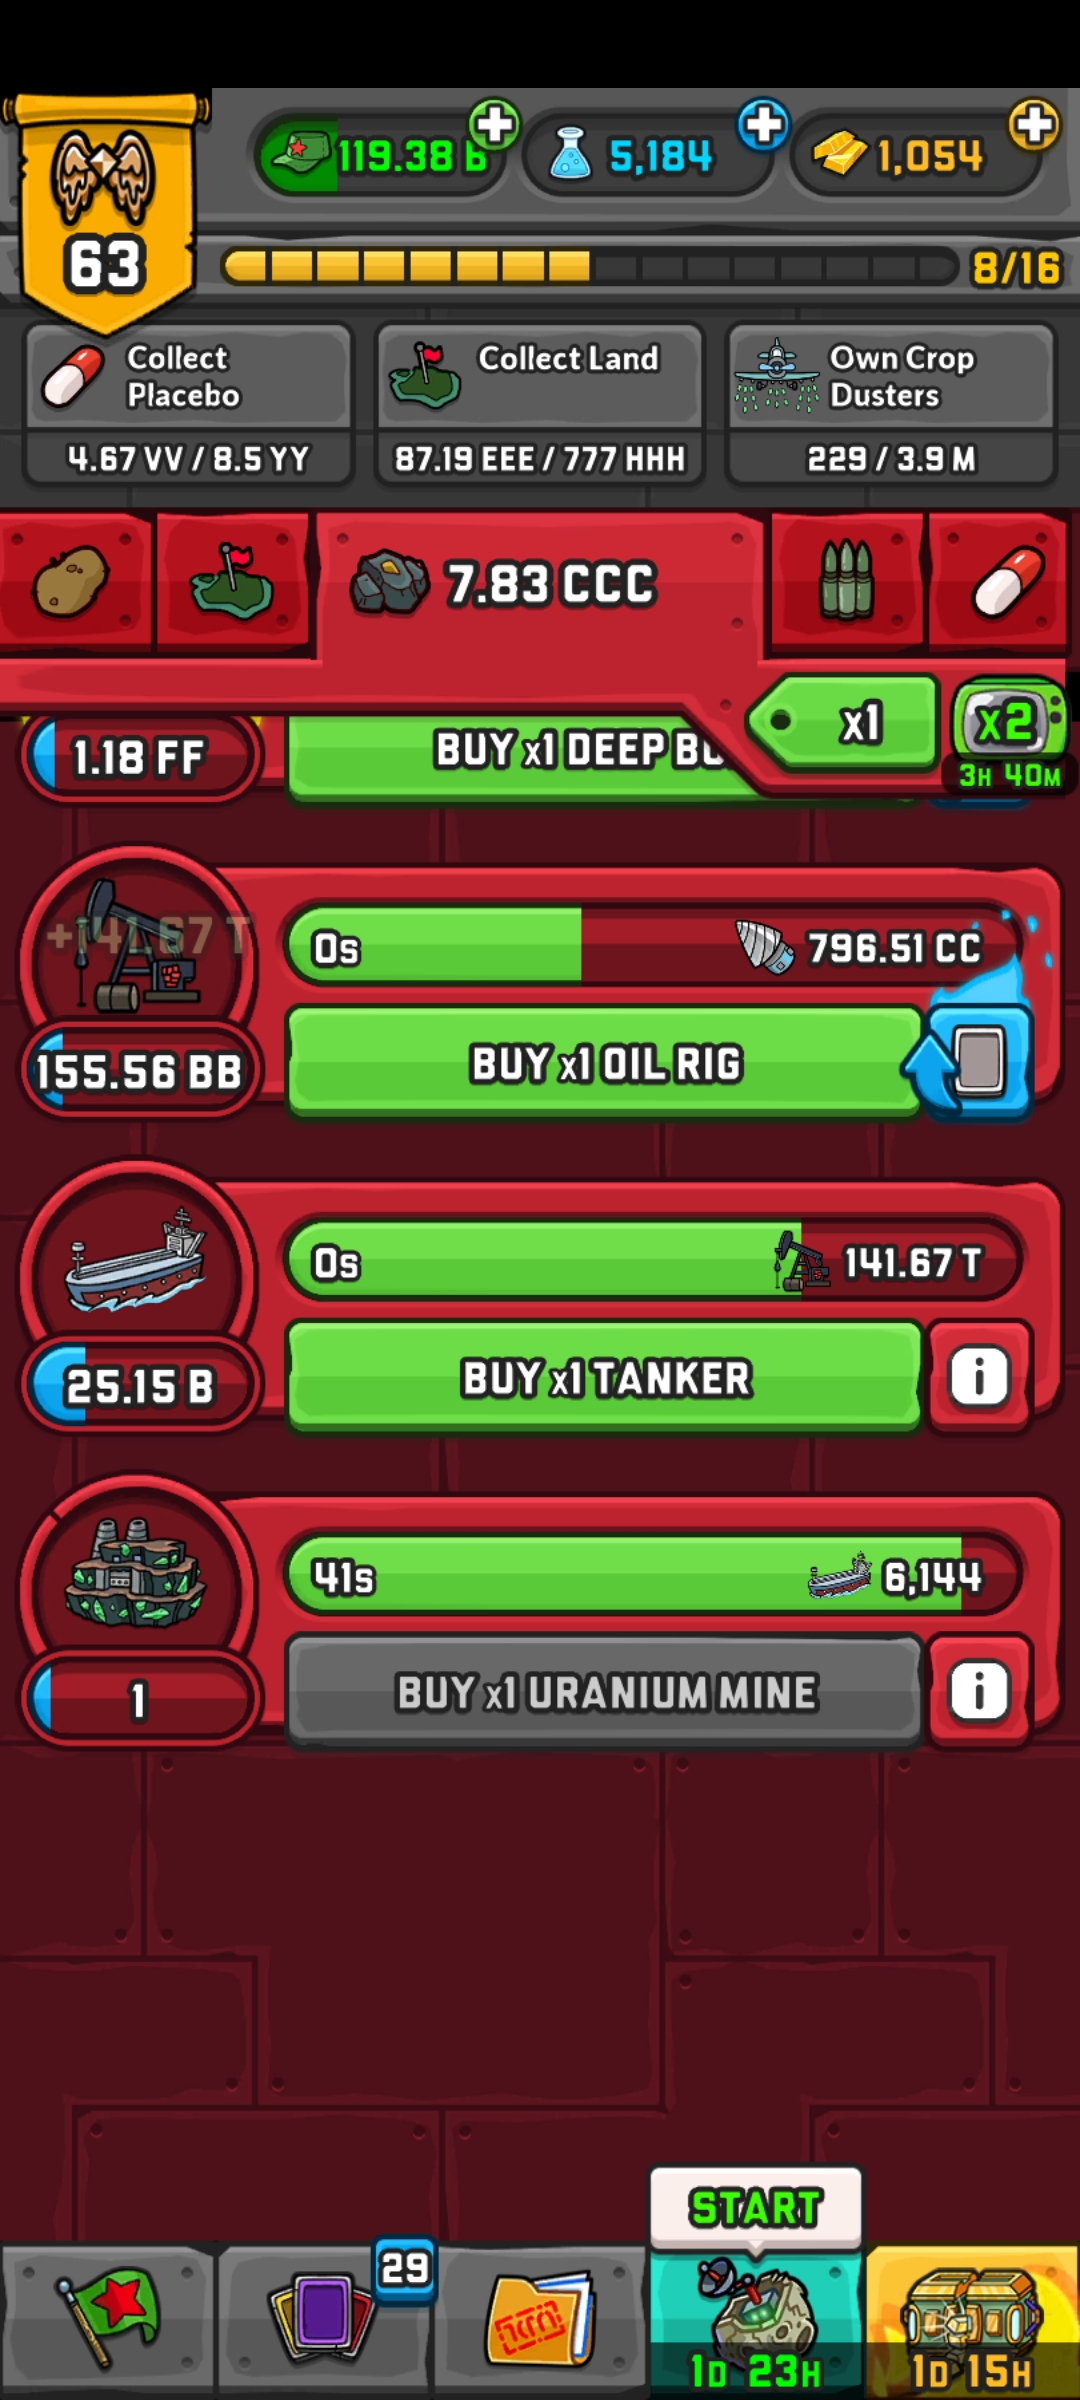 119.38 B
5,184
1,054
63
8/16
Collect
Placebo
4.67 VV / 8.5 YY
Collect Land
87.19 EEE / 777 HHH
Own Crop
Dusters
229 / 3.9 M
7.83 CCC
x1
x2
3H 40M
1.18 FF
BUY x1 DEEP
+141.67 T
0s
796.51 CC
155.56 BB
BUY x1 OIL RIG
0s
141.67 T
25.15 B
BUY x1 TANKER
i
41s
6,144
1
BUY x1 URANIUM MINE
i
START
29
1D 23H
1D 15H